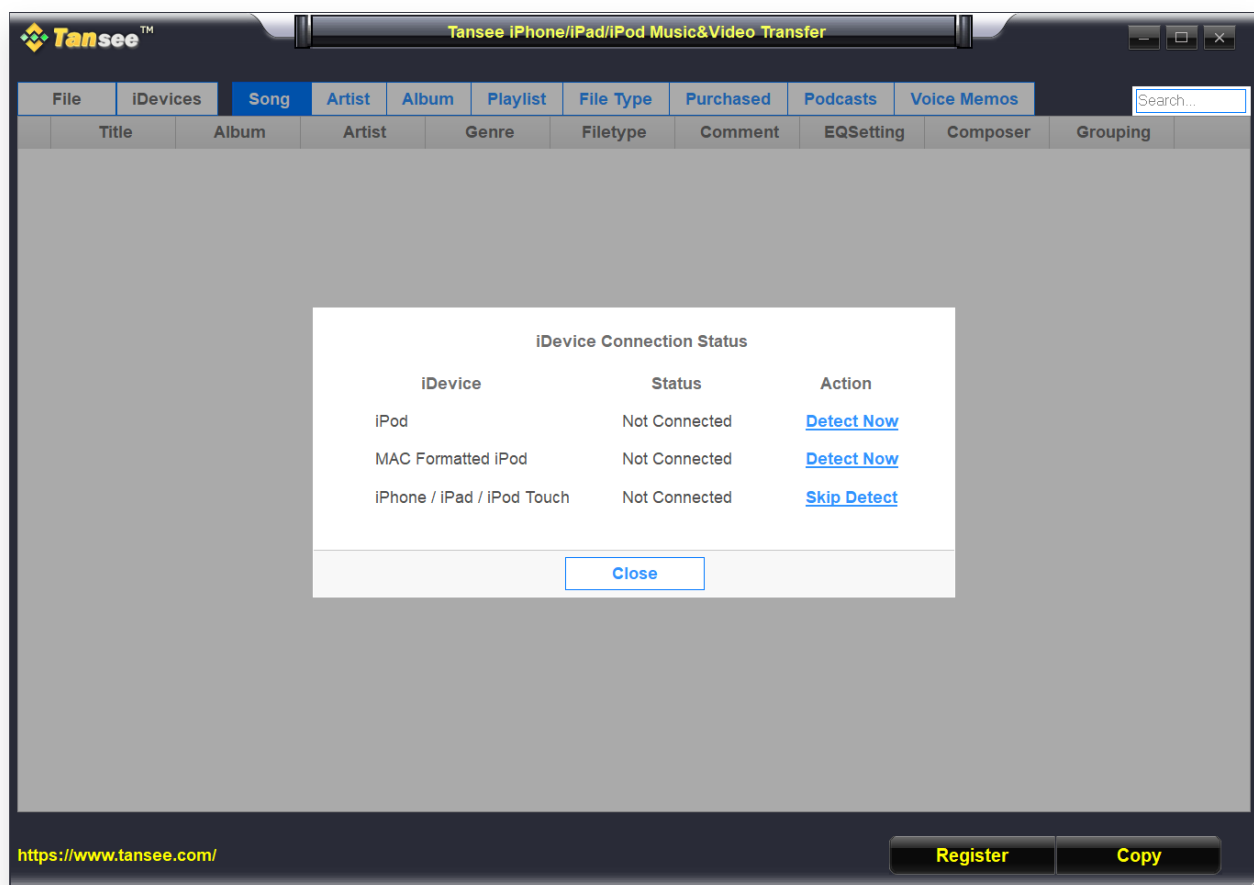 Tansee™
Tansee iPhone/iPad/iPod Music&Video Transfer
File iDevices Song Artist Album Playlist File Type Purchased Podcasts Voice Memos Search...
Title Album Artist Genre Filetype Comment EQSetting Composer Grouping
iDevice Connection Status
iDevice Status Action
iPod Not Connected Detect Now
MAC Formatted iPod Not Connected Detect Now
iPhone / iPad / iPod Touch Not Connected Skip Detect
Close
https://www.tansee.com/ Register Copy